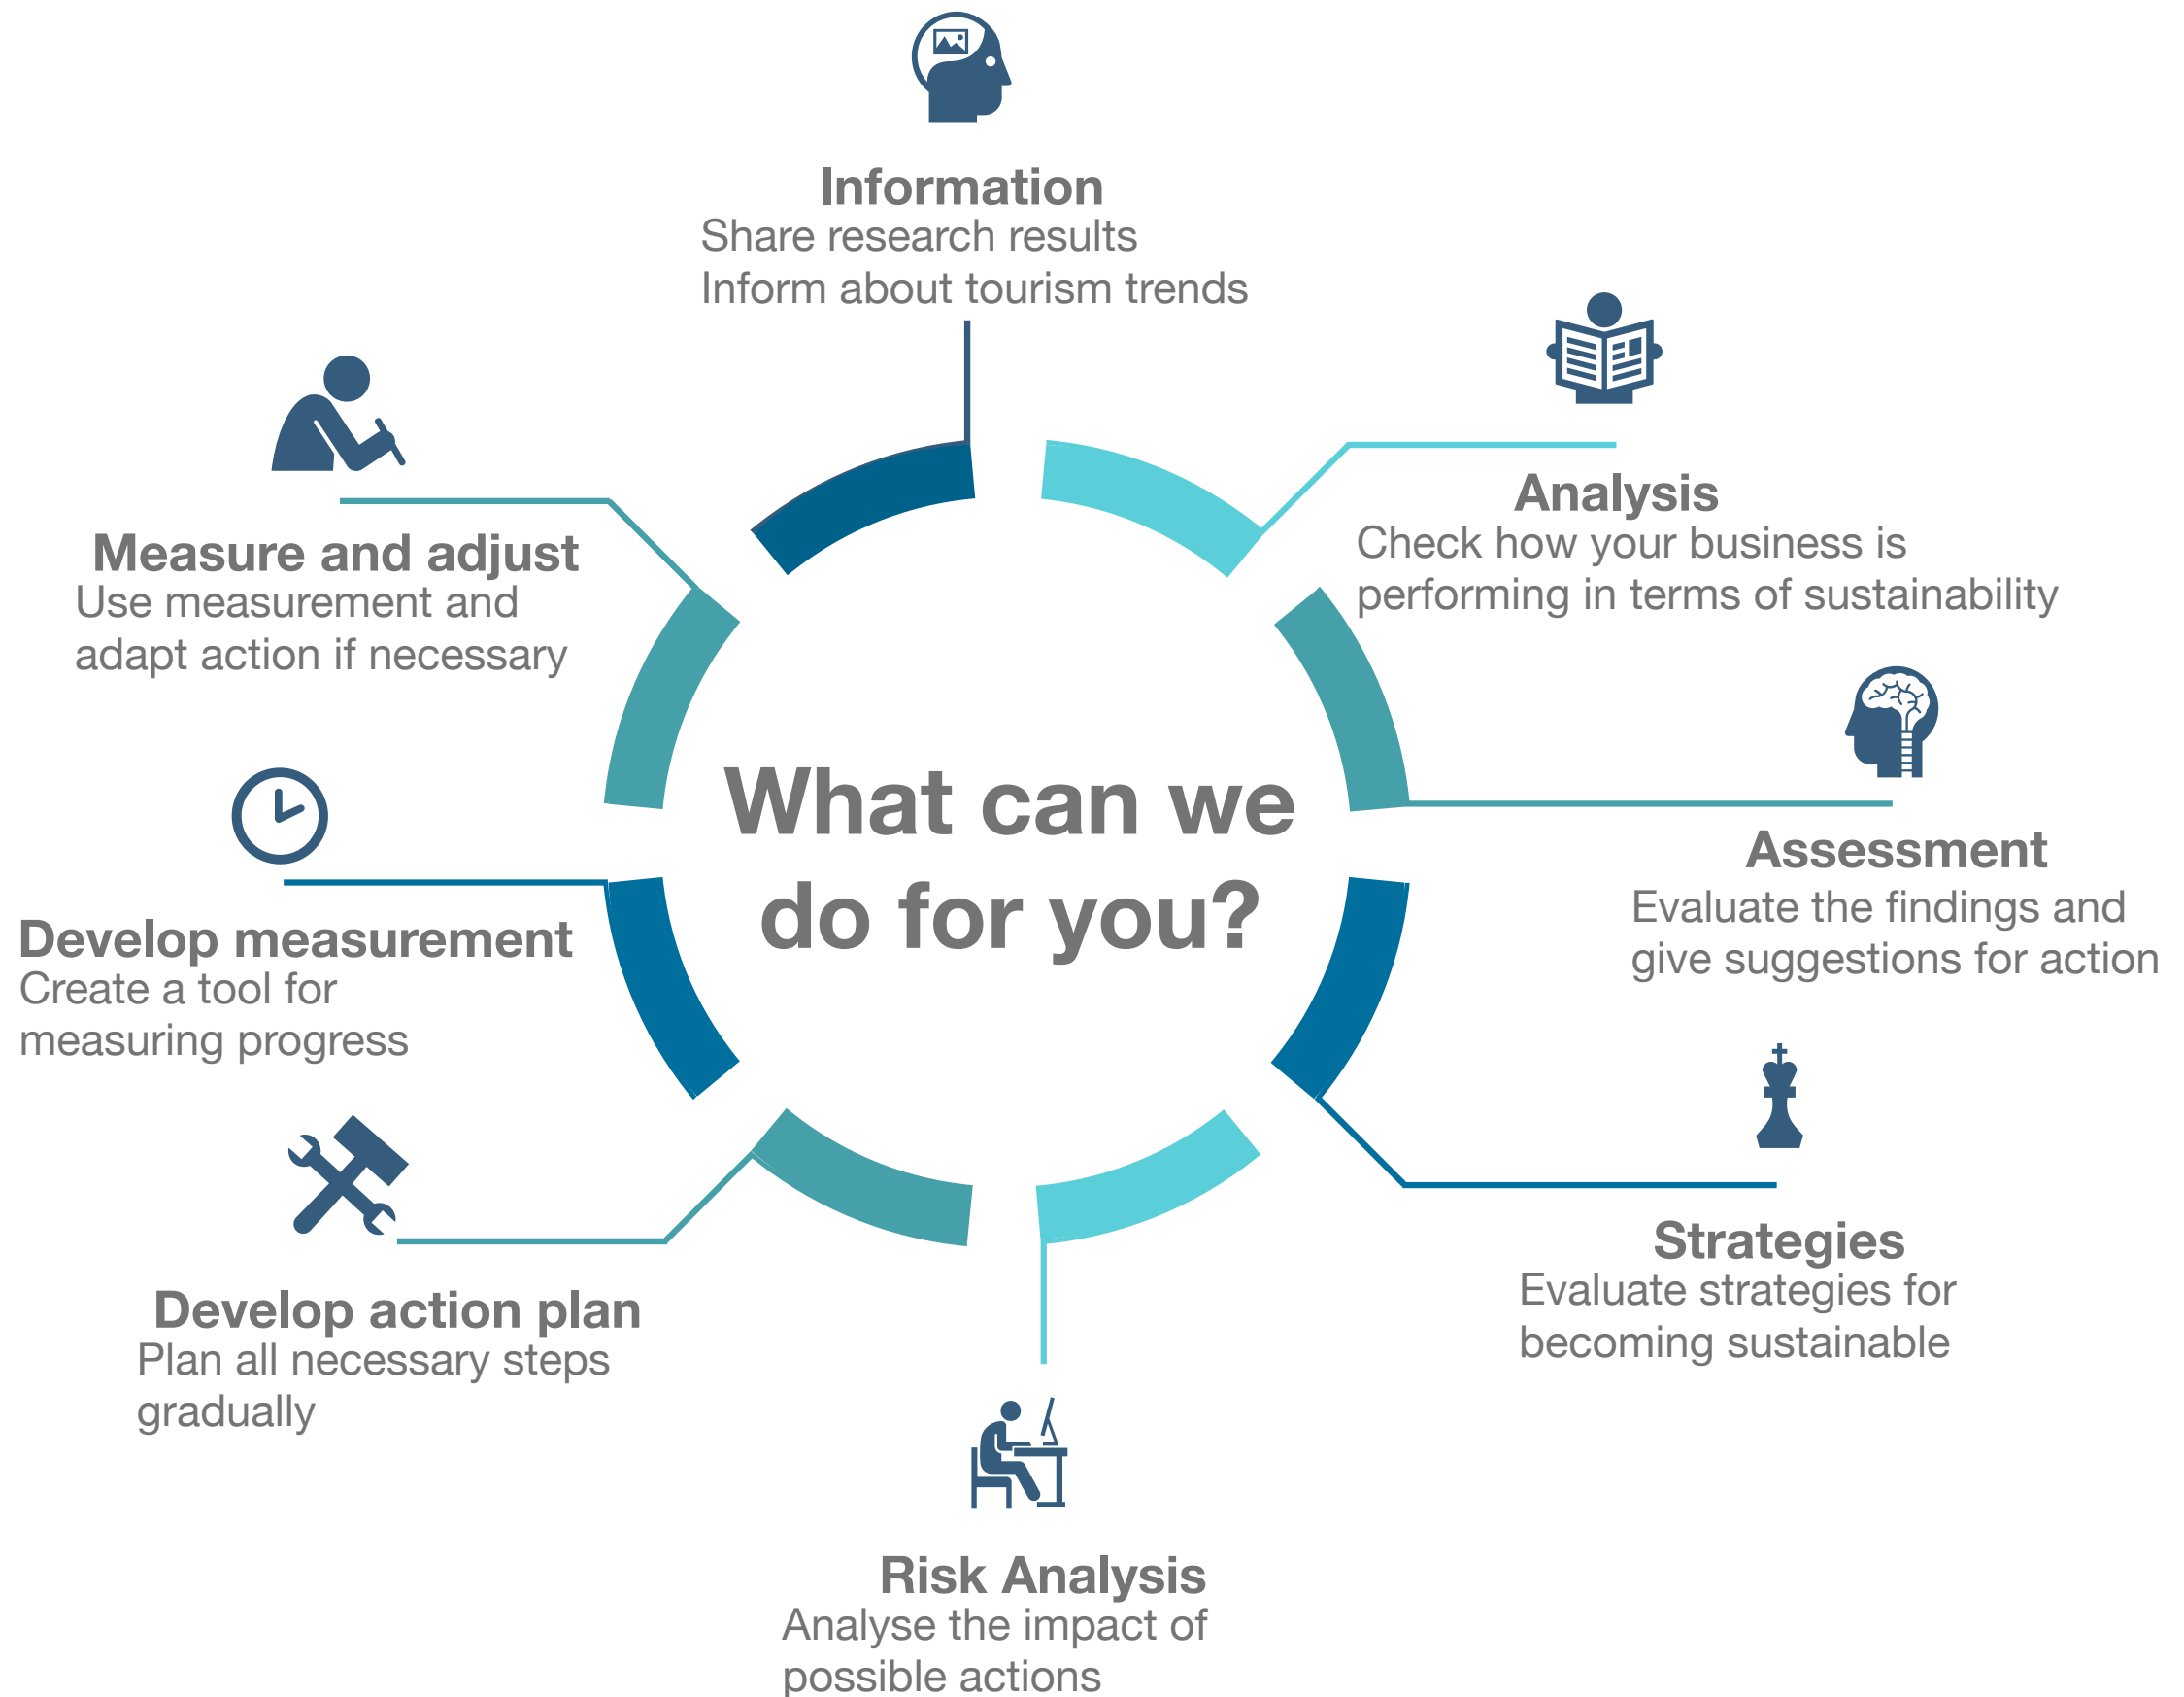 Information
Share research results
Inform about tourism trends
Analysis
Check how your business is
performing in terms of sustainability
Assessment
Evaluate the findings and
give suggestions for action
Strategies
Evaluate strategies for
becoming sustainable
Risk Analysis
Analyse the impact of
possible actions
Develop action plan
Plan all necessary steps
gradually
Develop measurement
Create a tool for
measuring progress
Measure and adjust
Use measurement and
adapt action if necessary
What can we
do for you?